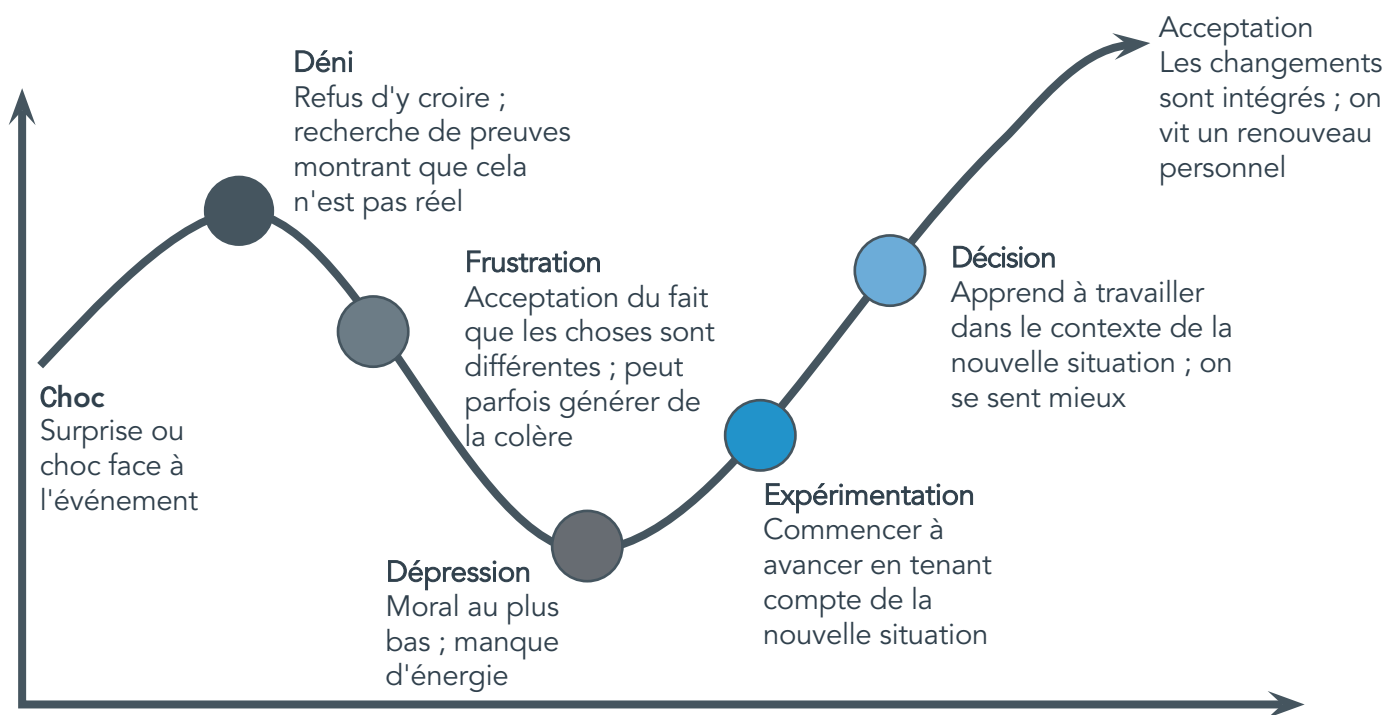 Choc
Surprise ou
choc face à
l'événement
Déni
Refus d'y croire ;
recherche de preuves
montrant que cela
n'est pas réel
Frustration
Acceptation du fait
que les choses sont
différentes ; peut
parfois générer de
la colère
Dépression
Moral au plus
bas ; manque
d'énergie
Expérimentation
Commencer à
avancer en tenant
compte de la
nouvelle situation
Décision
Apprend à travailler
dans le contexte de la
nouvelle situation ; on
se sent mieux
Acceptation
Les changements
sont intégrés ; on
vit un renouveau
personnel